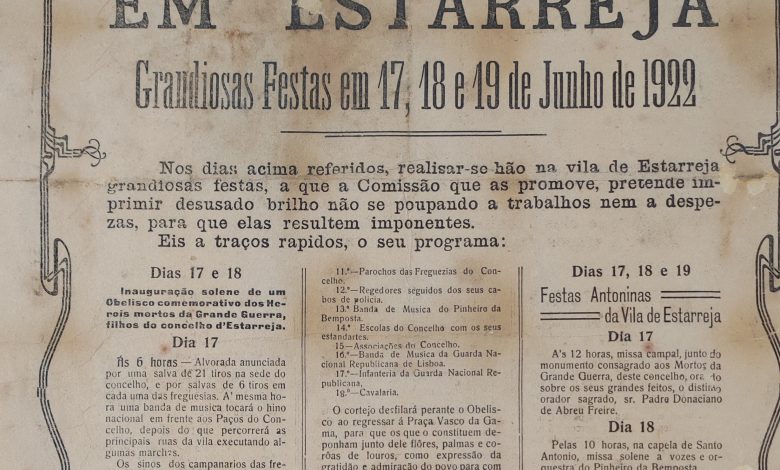 EM ESTARREJA
Grandiosas Festas em 17, 18 e 19 de Junho de 1922
Nos dias acima referidos, realisar-se hão na vila de Estarreja
grandiosas festas, a que a Comissão que as promove, pretende im-
primir desusado brilho não se poupando a trabalhos nem a despe-
zas, para que elas resultem imponentes.
Eis a traços rapidos, o seu programa:
Dias 17 e 18
Inauguração solene de um
Obelisco comemorativo dos He-
rois mortos da Grande Guerra,
filhos do concelho d'Estarreja.
Dia 17
Ás 6 horas — Alvorada anunciada
por uma salva de 21 tiros na sede do
concelho, e por salvas de 6 tiros em
cada uma das freguesias. A' mesma
hora uma banda de musica tocará o hino
nacional em frente aos Paços do Con-
celho, depois do que percorrerá as
principais ruas da vila executando al-
gumas marchas.
Os sinos dos campanarios das fre-
11.º—Parochos das Freguezias do Con-
celho.
12.º—Regedores seguidos dos seus ca-
bos de policia.
13.º Banda de Musica do Pinheiro da
Bemposta.
14.º Escolas do Concelho com os seus
estandartes.
15—Associações do Concelho.
16.º—Banda de Musica da Guarda Na-
cional Republicana de Lisboa.
17.º—Infanteria da Guarda Nacional Re-
publicana,
18.º—Cavalaria.
O cortejo desfilará perante o Obelis-
co ao regressar á Praça Vasco da Ga-
ma, para que os que o constituem de-
ponham junto dele flôres, palmas e co-
rôas de louros, como expressão da
gratidão e admiração do povo para com
Dias 17, 18 e 19
Festas Antoninas
da Vila de Estarreja
Dia 17
A's 12 horas, missa campal, junto do
monumento consagrado aos Mortos da
Grande Guerra, deste concelho, ora
sobre os seus grandes feitos, o distin
orador sagrado, sr. Padre Donaciano
de Abreu Freire.
Dia 18
Pelas 10 horas, na capela de Santo
Antonio, missa solene a vozes e or-
questra do Pinheiro da Bemposta